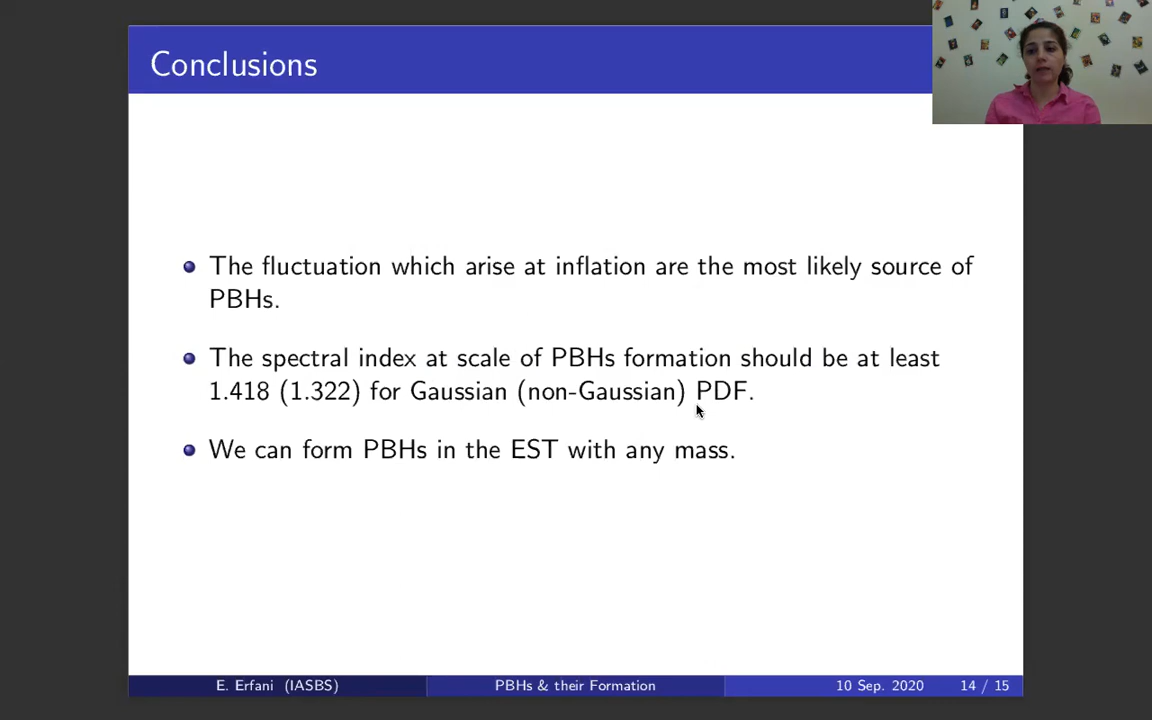 Conclusions
The fluctuation which arise at inflation are the most likely source of
PBHs.
The spectral index at scale of PBHs formation should be at least
1.418 (1.322) for Gaussian (non-Gaussian) PDF.
We can form PBHs in the EST with any mass.
E. Erfani (IASBS) PBHs & their Formation 10 Sep. 2020 14 / 15